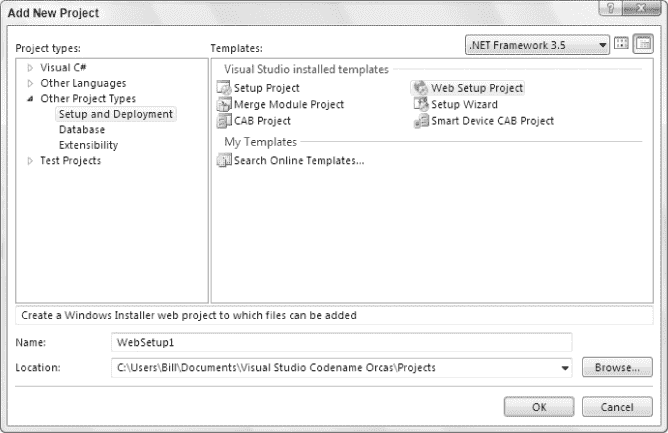 Add New Project
Project types:
Templates:
.NET Framework 3.5
Visual C#
Other Languages
Other Project Types
Setup and Deployment
Database
Extensibility
Test Projects
Visual Studio installed templates
Setup Project
Web Setup Project
Merge Module Project
Setup Wizard
CAB Project
Smart Device CAB Project
My Templates
Search Online Templates...
Create a Windows Installer web project to which files can be added
Name:
WebSetup1
Location:
C:\Users\Bill\Documents\Visual Studio Codename Orcas\Projects
Browse...
OK
Cancel